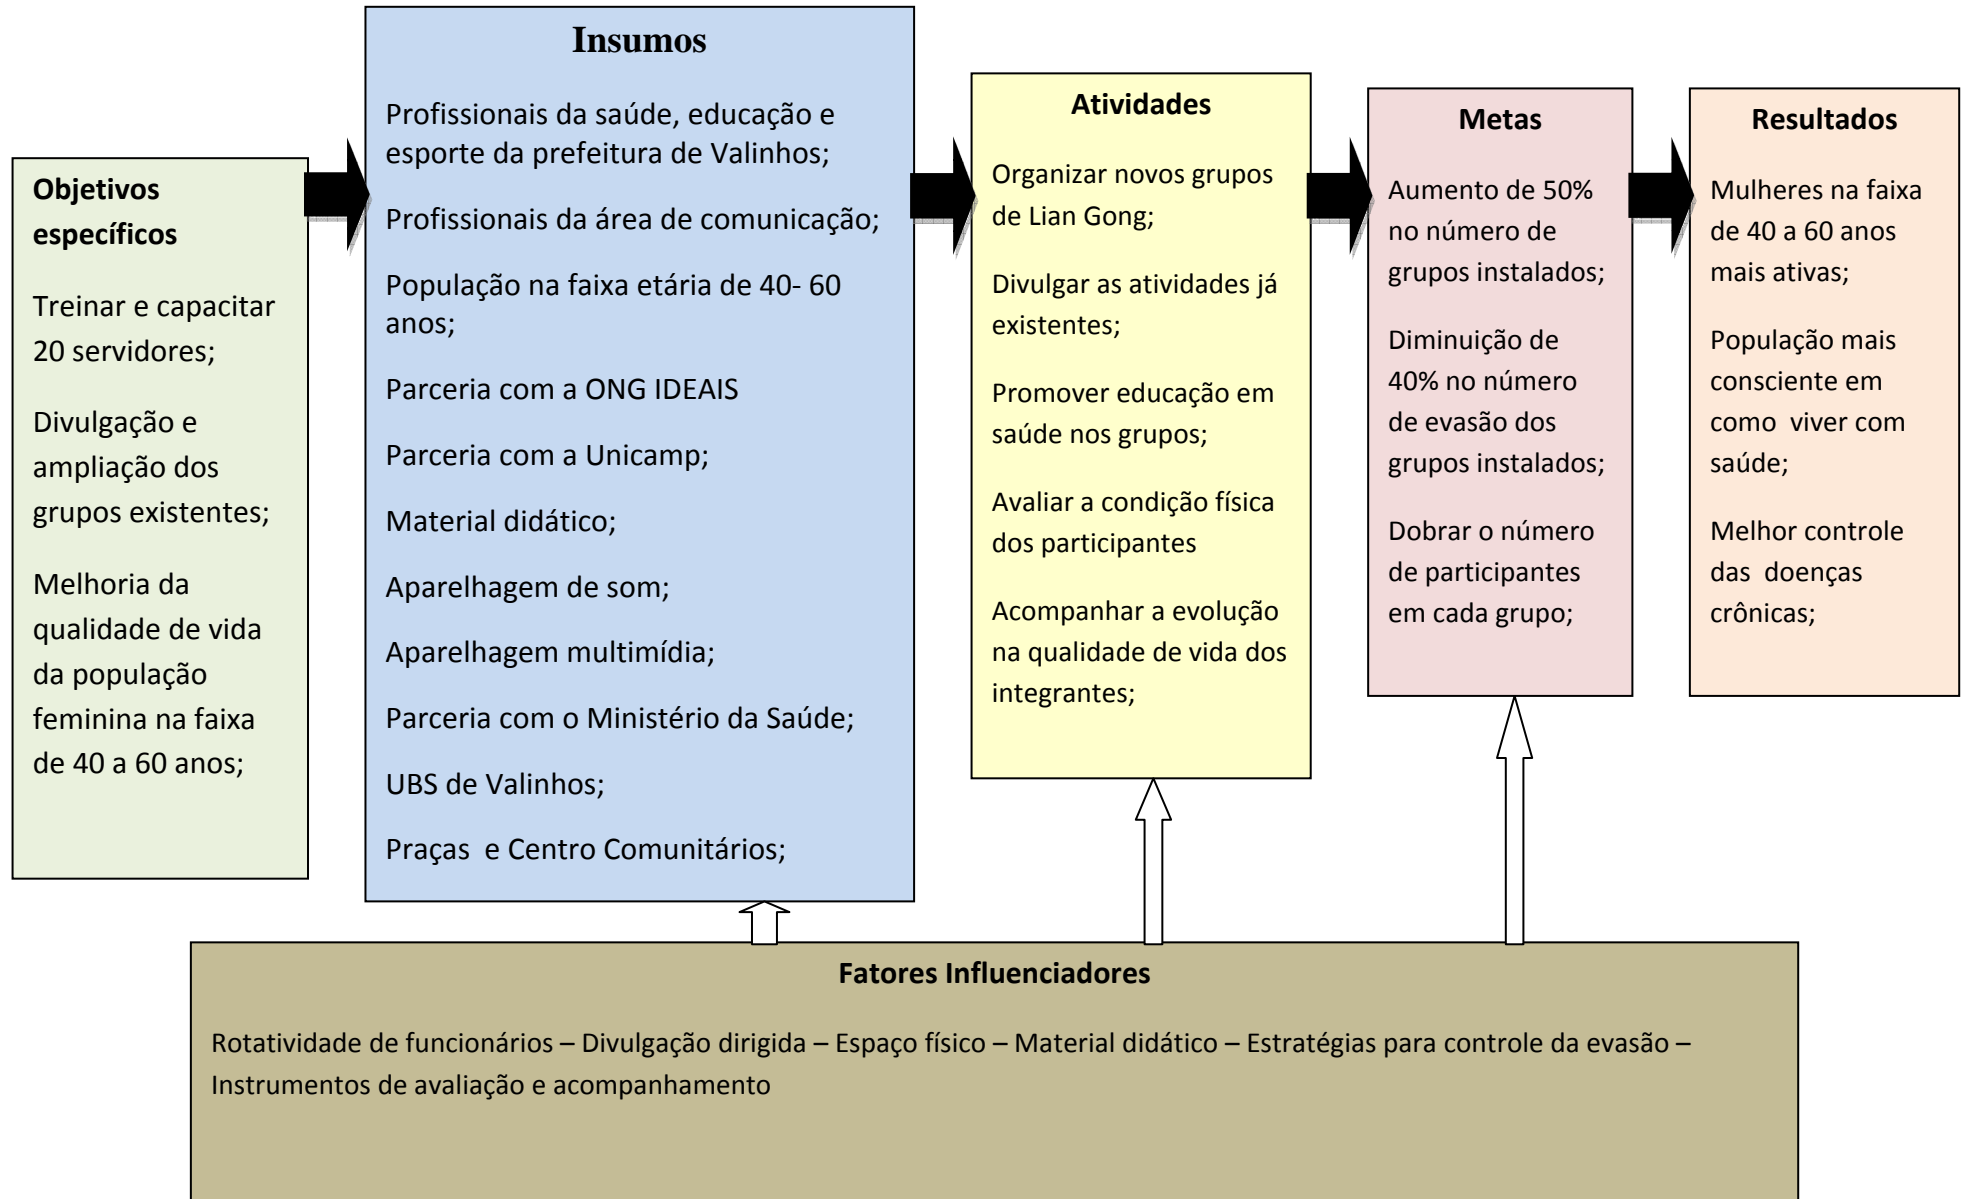 Objetivos
específicos
Treinar e capacitar
20 servidores;
Divulgação e
ampliação dos
grupos existentes;
Melhoria da
qualidade de vida
da população
feminina na faixa
de 40 a 60 anos;
Insumos
Profissionais da saúde, educação e
esporte da prefeitura de Valinhos;
Profissionais da área de comunicação;
População na faixa etária de 40- 60
anos;
Parceria com a ONG IDEAIS
Parceria com a Unicamp;
Material didático;
Aparelhagem de som;
Aparelhagem multimídia;
Parceria com o Ministério da Saúde;
UBS de Valinhos;
Praças  e Centro Comunitários;
Atividades
Organizar novos grupos
de Lian Gong;
Divulgar as atividades já
existentes;
Promover educação em
saúde nos grupos;
Avaliar a condição física
dos participantes
Acompanhar a evolução
na qualidade de vida dos
integrantes;
Metas
Aumento de 50%
no número de
grupos instalados;
Diminuição de
40% no número
de evasão dos
grupos instalados;
Dobrar o número
de participantes
em cada grupo;
Resultados
Mulheres na faixa
de 40 a 60 anos
mais ativas;
População mais
consciente em
como  viver com
saúde;
Melhor controle
das  doenças
crônicas;
Fatores Influenciadores
Rotatividade de funcionários – Divulgação dirigida – Espaço físico – Material didático – Estratégias para controle da evasão –
Instrumentos de avaliação e acompanhamento